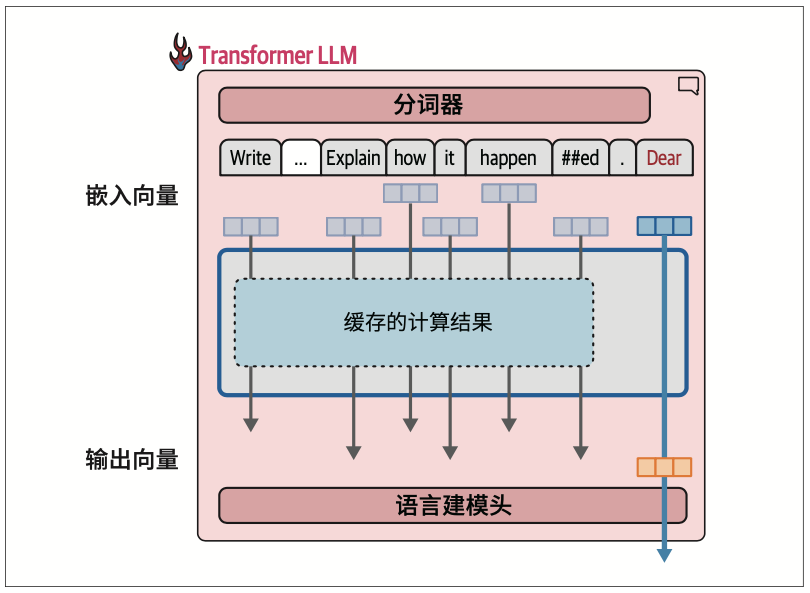 Transformer LLM
分词器
Write ... Explain how it happen ##ed . Dear
嵌入向量
缓存的计算结果
输出向量
语言建模头